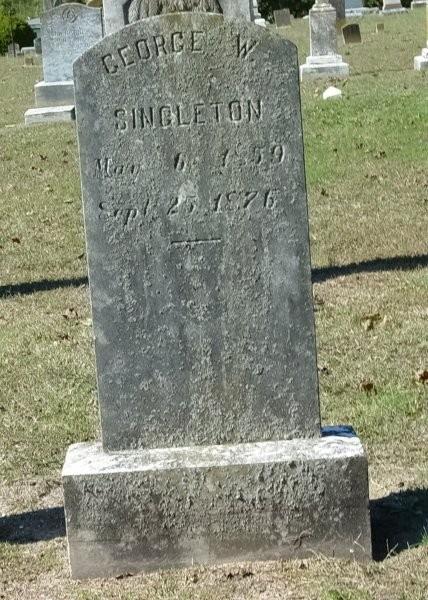 GEORGE W.
SINGLETON
May 6, 1859
Sept. 25, 1876